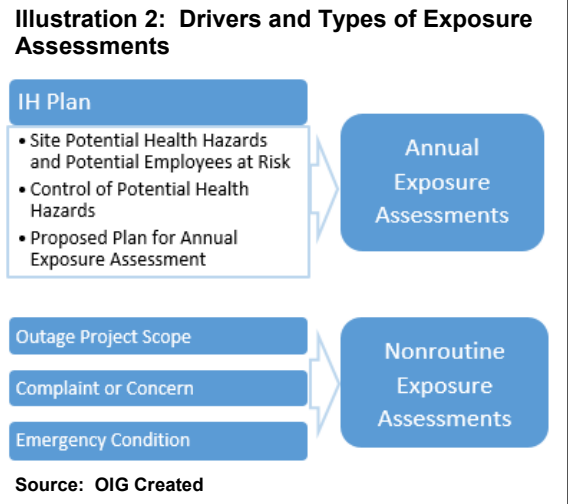 Illustration 2:  Drivers and Types of Exposure
Assessments
IH Plan
• Site Potential Health Hazards
and Potential Employees at Risk
• Control of Potential Health
Hazards
• Proposed Plan for Annual
Exposure Assessment
Annual
Exposure
Assessments
Outage Project Scope
Complaint or Concern
Emergency Condition
Nonroutine
Exposure
Assessments
Source:  OIG Created